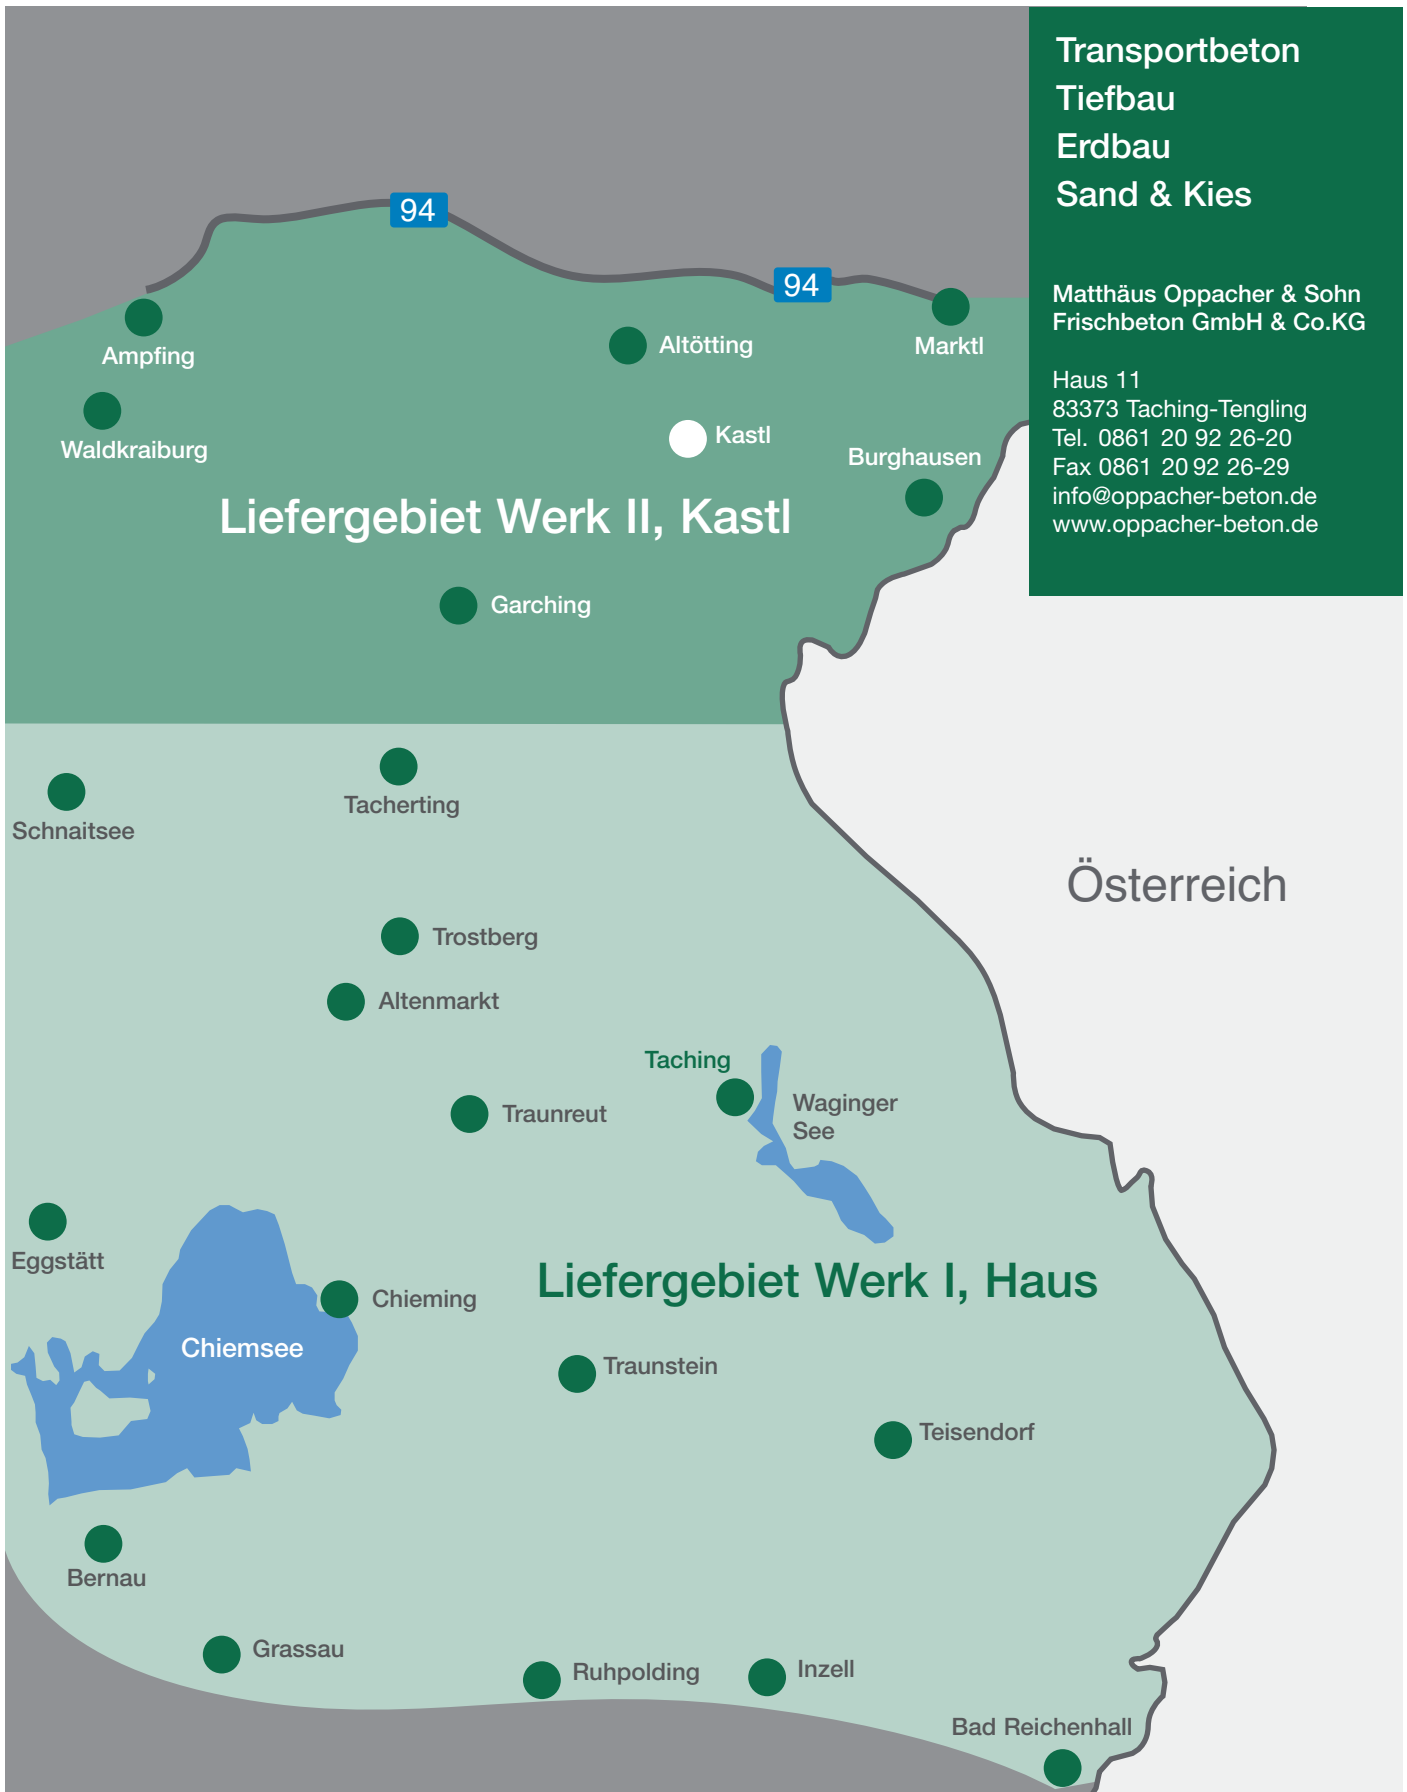 Transportbeton
Tiefbau
Erdbau
Sand & Kies
Matthäus Oppacher & Sohn
Frischbeton GmbH & Co.KG
Haus 11
83373 Taching-Tengling
Tel. 0861 20 92 26-20
Fax 0861 20 92 26-29
info@oppacher-beton.de
www.oppacher-beton.de
94
94
Ampfing
Altötting
Marktl
Waldkraiburg
Kastl
Burghausen
Liefergebiet Werk II, Kastl
Garching
Tacherting
Schnaitsee
Österreich
Trostberg
Altenmarkt
Taching
Traunreut
Waginger
See
Eggstätt
Liefergebiet Werk I, Haus
Chieming
Chiemsee
Traunstein
Teisendorf
Bernau
Grassau
Ruhpolding
Inzell
Bad Reichenhall